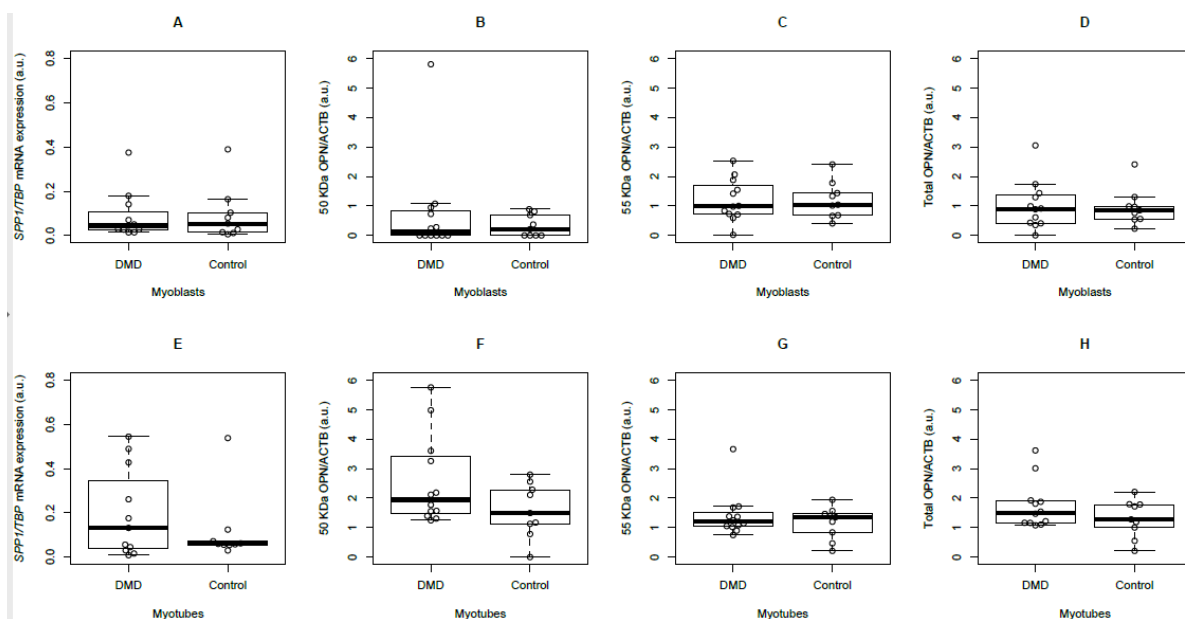 A
B
C
D
SPP1/TBP mRNA expression (a.u.)
0.0
0.2
0.4
0.6
0.8
DMD
Control
Myoblasts
50 KDa OPN/ACTB (a.u.)
0
1
2
3
4
5
6
DMD
Control
Myoblasts
55 KDa OPN/ACTB (a.u.)
0
1
2
3
4
5
6
DMD
Control
Myoblasts
Total OPN/ACTB (a.u.)
0
1
2
3
4
5
6
DMD
Control
Myoblasts
E
F
G
H
SPP1/TBP mRNA expression (a.u.)
0.0
0.2
0.4
0.6
0.8
DMD
Control
Myotubes
50 KDa OPN/ACTB (a.u.)
0
1
2
3
4
5
6
DMD
Control
Myotubes
55 KDa OPN/ACTB (a.u.)
0
1
2
3
4
5
6
DMD
Control
Myotubes
Total OPN/ACTB (a.u.)
0
1
2
3
4
5
6
DMD
Control
Myotubes